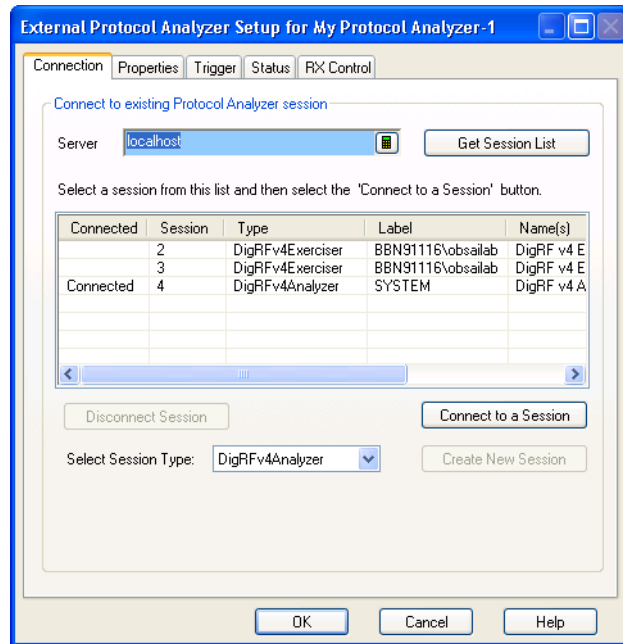 External Protocol Analyzer Setup for My Protocol Analyzer-1
Connection Properties Trigger Status RX Control
Connect to existing Protocol Analyzer session
Server localhost Get Session List
Select a session from this list and then select the 'Connect to a Session' button.
Connected Session Type Label Name(s)
2 DigRFv4Exerciser BBN91116\obsailab DigRF v4 E
3 DigRFv4Exerciser BBN91116\obsailab DigRF v4 E
Connected 4 DigRFv4Analyzer SYSTEM DigRF v4 A
Disconnect Session Connect to a Session
Select Session Type: DigRFv4Analyzer Create New Session
OK Cancel Help